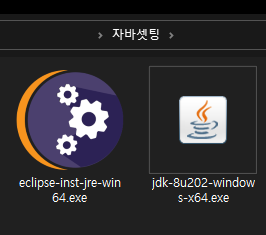 자바셋팅
eclipse-inst-jre-win
64.exe
jdk-8u202-window
s-x64.exe